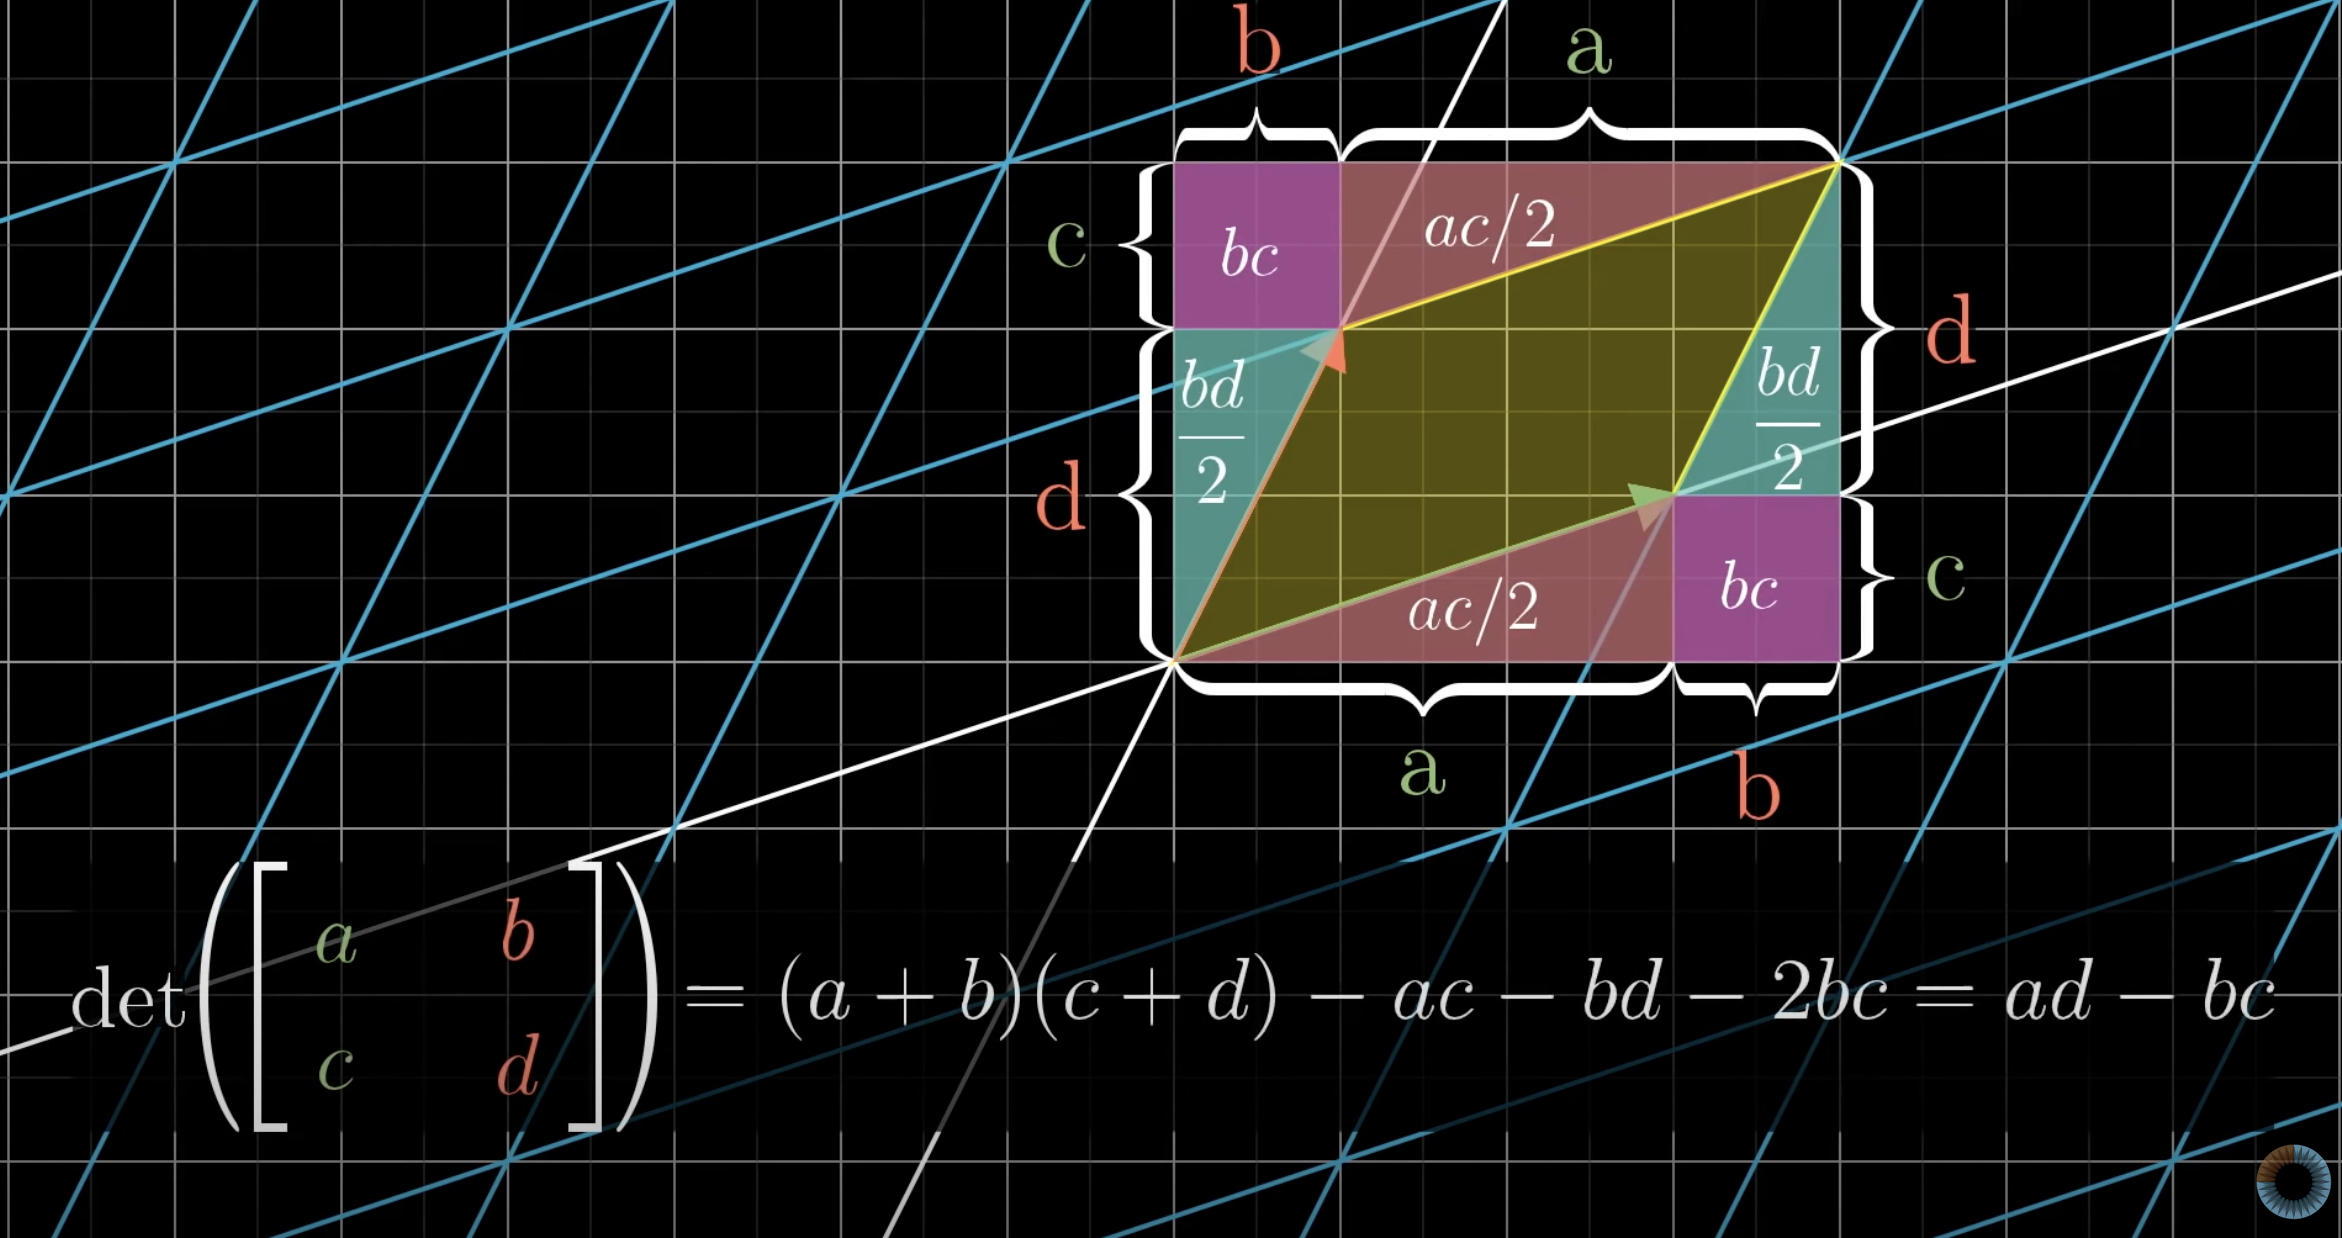 b a
c bc ac/2
bd/2 bd/2 d
d
ac/2 bc c
a b
det([a b; c d]) = (a + b)(c + d) − ac − bd − 2bc = ad − bc